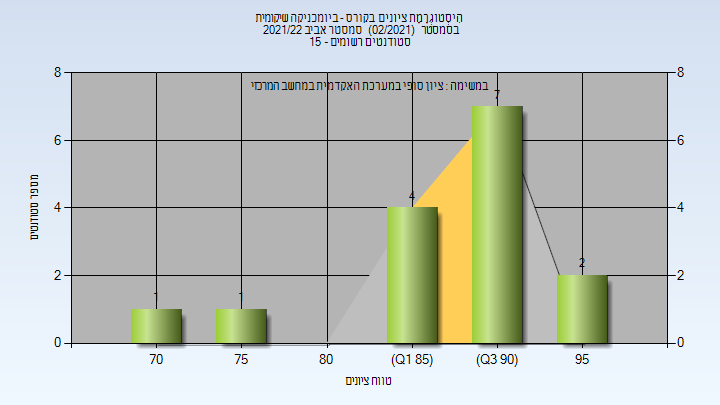 היסטוגרמת ציונים בקורס - ביומכניקה שיקומית
בסמסטר (02/2021) סמסטר אביב 2021/22
סטודנטים רשומים - 15
במשימה : ציון סופי במערכת האקדמית במחשב המרכזי
8
8
7
6
6
מספר סטודנטים
4
4
4
2
2
2
1
1
0
0
70
75
80
(Q1 85)
(Q3 90)
95
טווח ציונים